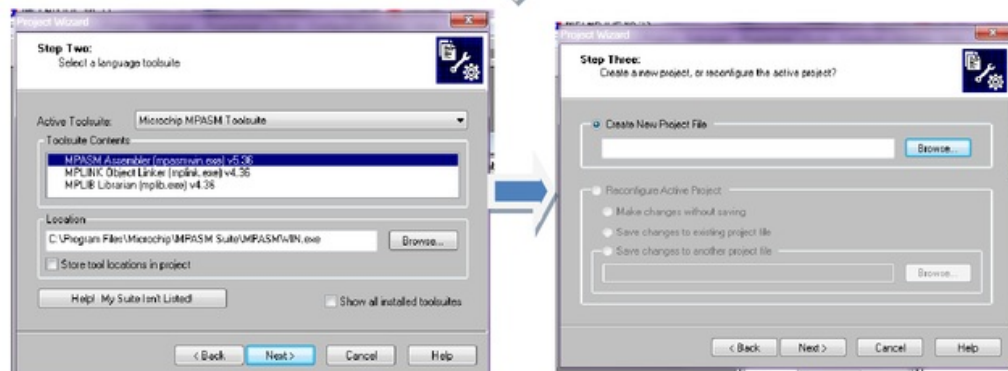 Project Wizard
Step Two:
Select a language toolsuite
Active Toolsuite: Microchip MPASM Toolsuite
Toolsuite Contents
MPASM Assembler (mpasmwin.exe) v5.36
MPLINK Object Linker (mplink.exe) v4.36
MPLIB Librarian (mplib.exe) v4.36
Location
C:\Program Files\Microchip\MPASM Suite\MPASMWIN.exe
Browse...
Store tool locations in project
Help! My Suite Isn't Listed!
Show all installed toolsuites
< Back
Next >
Cancel
Help
Project Wizard
Step Three:
Create a new project, or reconfigure the active project?
Create New Project File
Browse...
Reconfigure Active Project
Make changes without saving
Save changes to existing project file
Save changes to another project file
Browse...
< Back
Next >
Cancel
Help